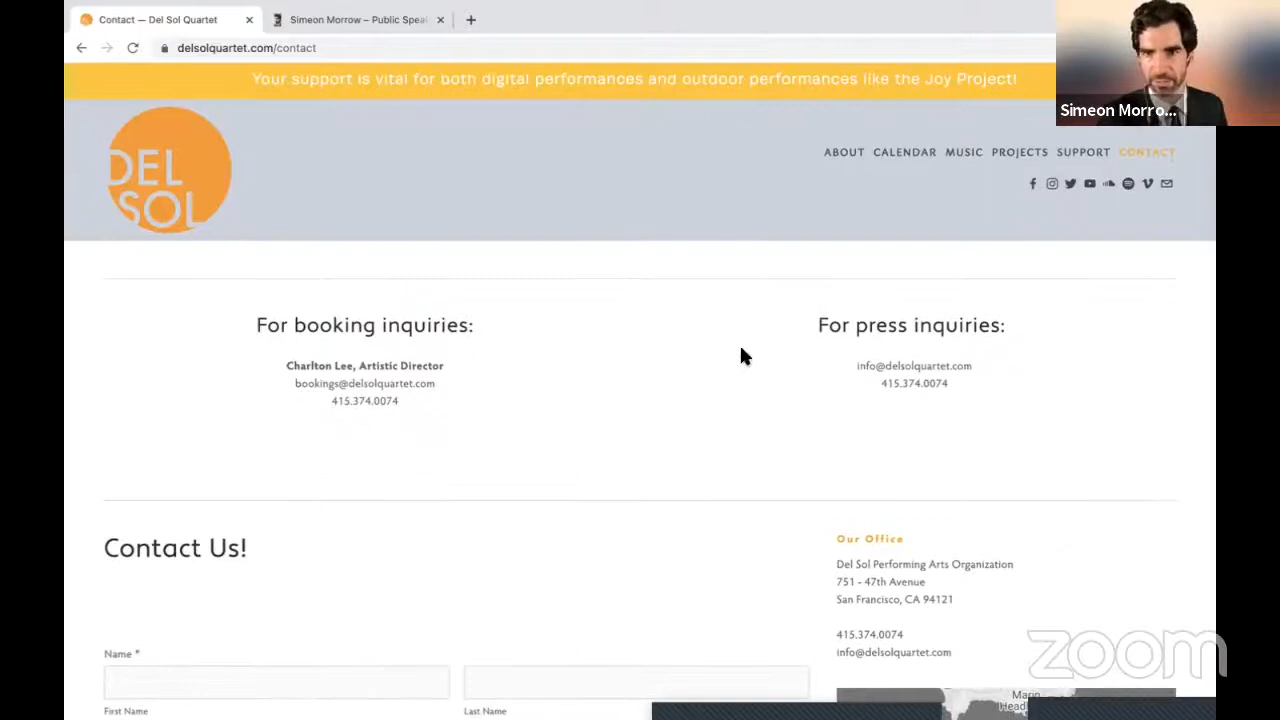 Contact — Del Sol Quartet
Simeon Morrow – Public Speak
delsolquartet.com/contact
Your support is vital for both digital performances and outdoor performances like the Joy Project!
Simeon Morro...
DEL
SOL
ABOUT CALENDAR MUSIC PROJECTS SUPPORT CONTACT
For booking inquiries:
Charlton Lee, Artistic Director
bookings@delsolquartet.com
415.374.0074
For press inquiries:
info@delsolquartet.com
415.374.0074
Contact Us!
Name *
First Name
Last Name
Our Office
Del Sol Performing Arts Organization
751 - 47th Avenue
San Francisco, CA 94121
415.374.0074
info@delsolquartet.com
Marin
zoom